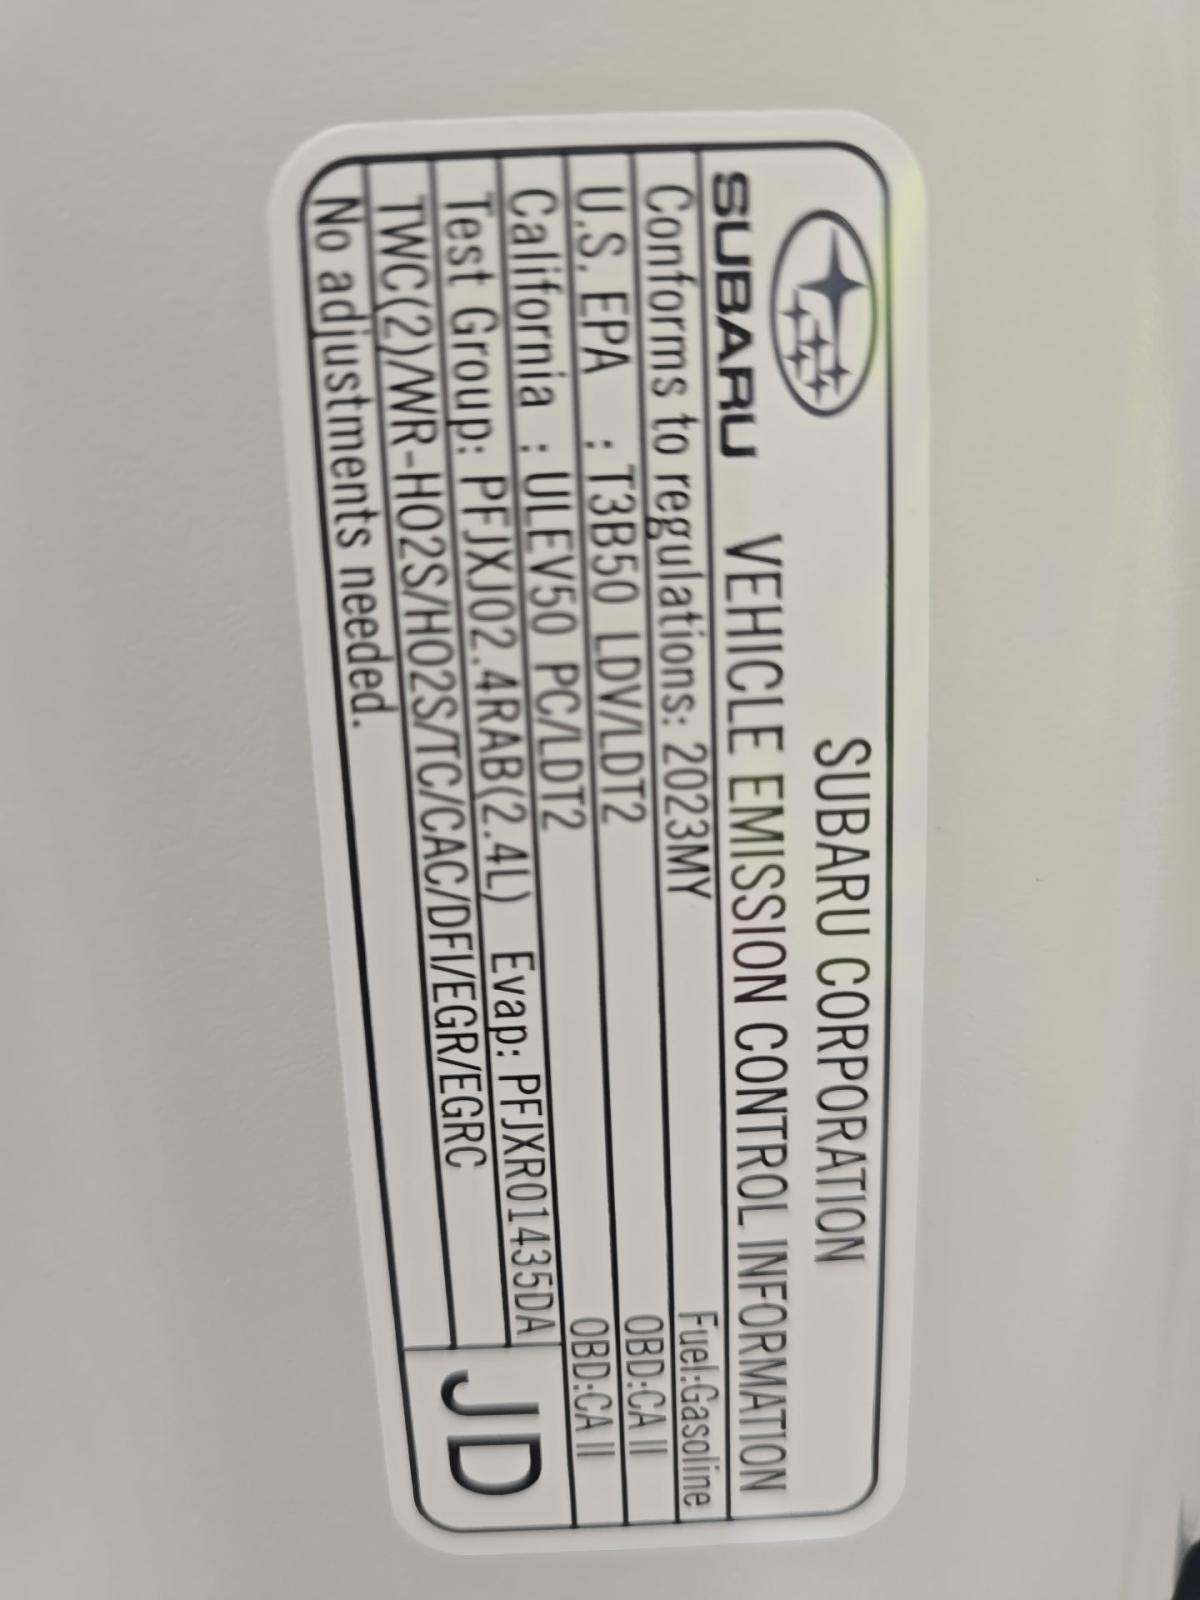 SUBARU CORPORATION
SUBARU VEHICLE EMISSION CONTROL INFORMATION
Conforms to regulations: 2023MY Fuel:Gasoline
U.S. EPA : T3B50 LDV/LDT2 OBD:CA II
California : ULEV50 PC/LDT2 OBD:CA II
Test Group: PFJXJ02.4RAB(2.4L) Evap: PFJXR01435DA
TWC(2)/WR-HO2S/HO2S/TC/CAC/DFI/EGR/EGRC
No adjustments needed.
JD